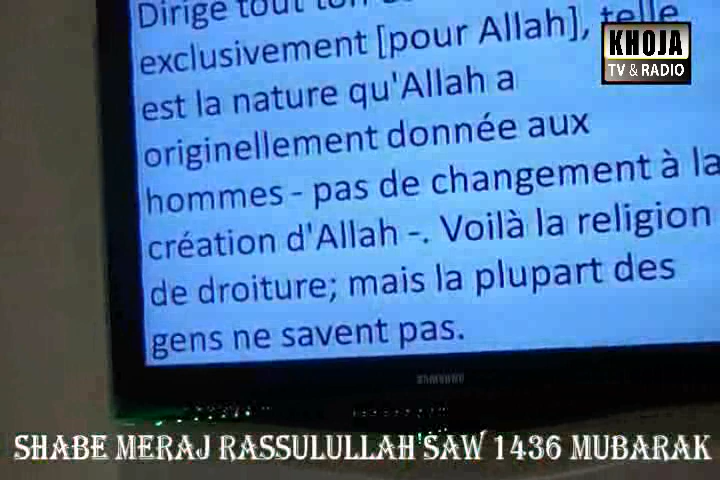 Dirige tout
exclusivement [pour Allah], telle
est la nature qu'Allah a
originellement donnée aux
hommes - pas de changement à la
création d'Allah -. Voilà la religion
de droiture; mais la plupart des
gens ne savent pas.
SAMSUNG
KHOJA
TV & RADIO
SHABE MERAJ RASSULULLAH SAW 1436 MUBARAK